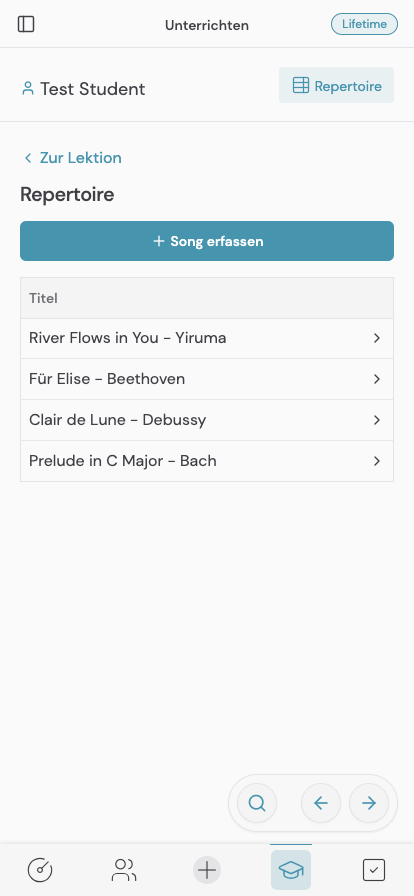 Unterrichten
Lifetime
Test Student
Repertoire
Zur Lektion
Repertoire
Song erfassen
Titel
River Flows in You – Yiruma
Für Elise – Beethoven
Clair de Lune – Debussy
Prelude in C Major – Bach